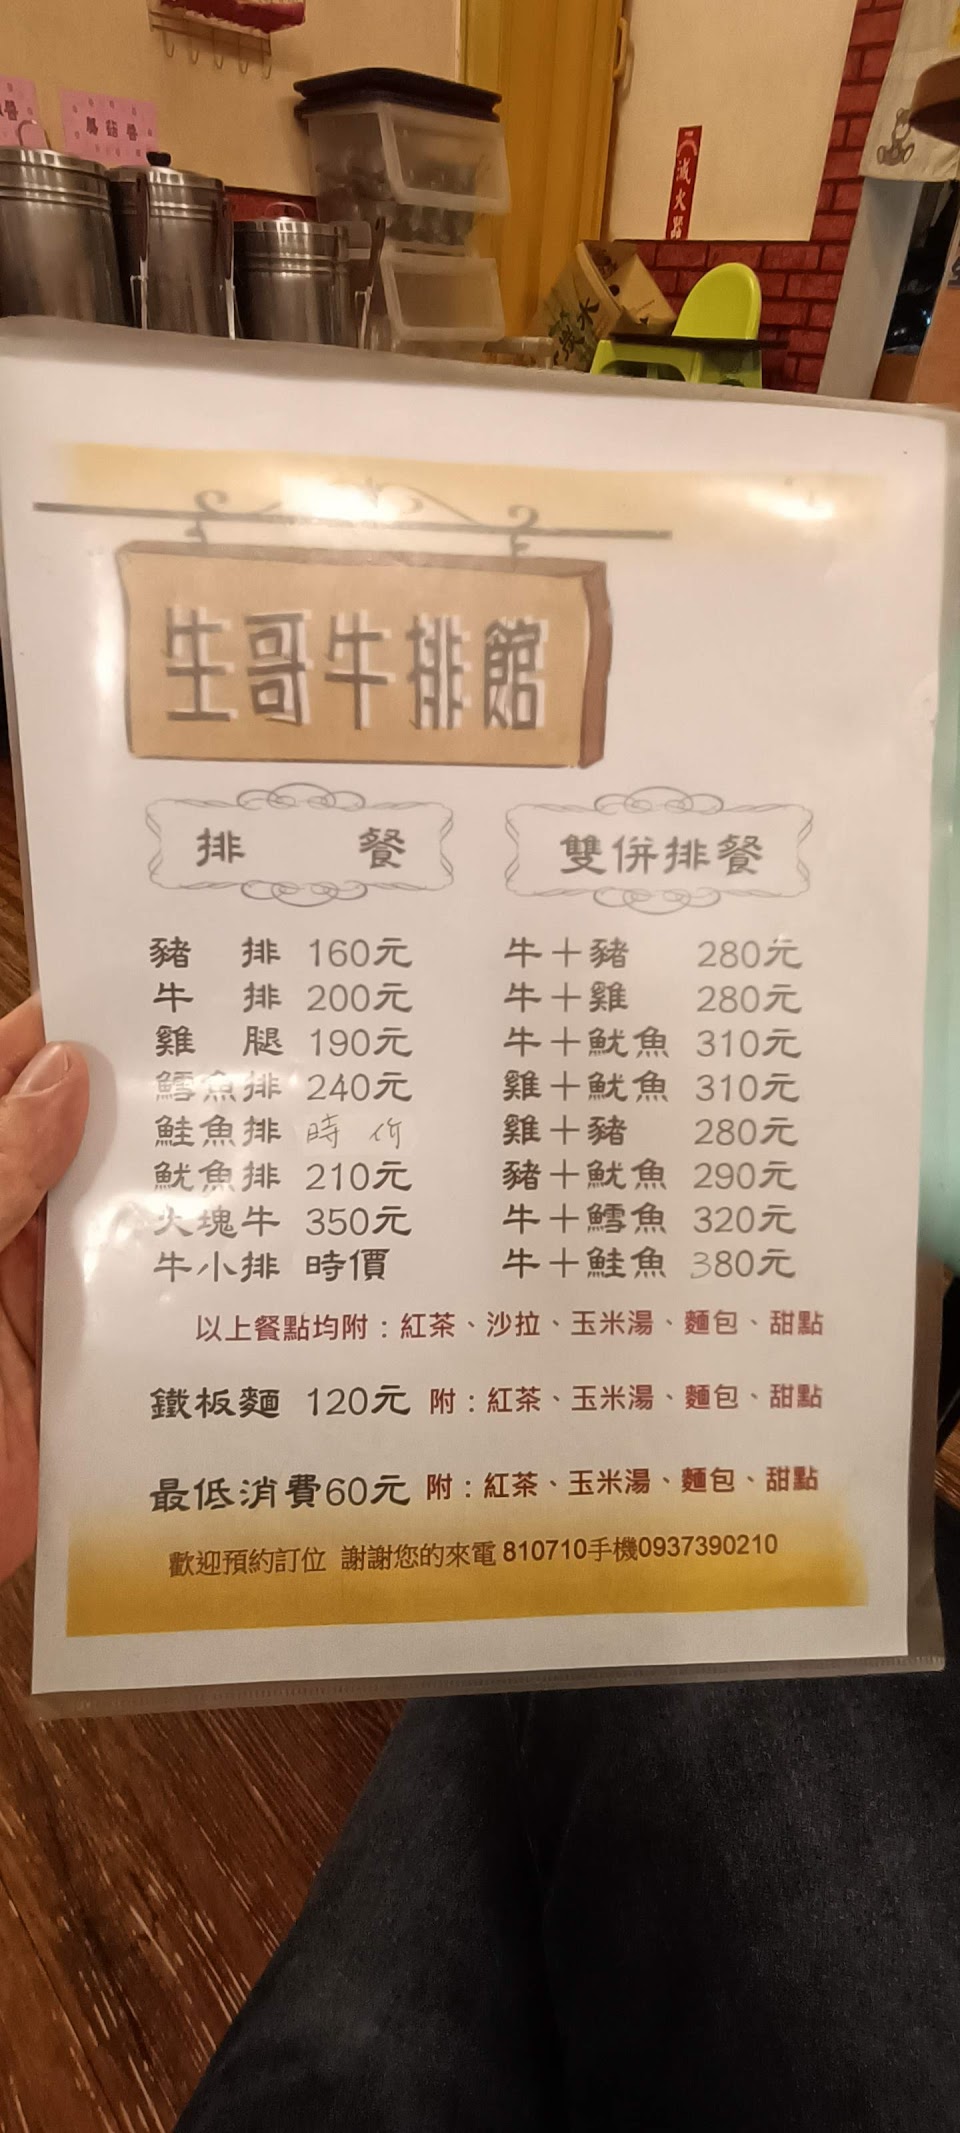 滅火器
生哥牛排館
排 餐
豬 排 160元
牛 排 200元
雞 腿 190元
鱈魚排 240元
鮭魚排 時价
魷魚排 210元
大塊牛 350元
牛小排 時價
雙併排餐
牛＋豬 280元
牛＋雞 280元
牛＋魷魚 310元
雞＋魷魚 310元
雞＋豬 280元
豬＋魷魚 290元
牛＋鱈魚 320元
牛＋鮭魚 380元
以上餐點均附：紅茶、沙拉、玉米湯、麵包、甜點
鐵板麵 120元 附：紅茶、玉米湯、麵包、甜點
最低消費60元 附：紅茶、玉米湯、麵包、甜點
歡迎預約訂位 謝謝您的來電 810710手機0937390210